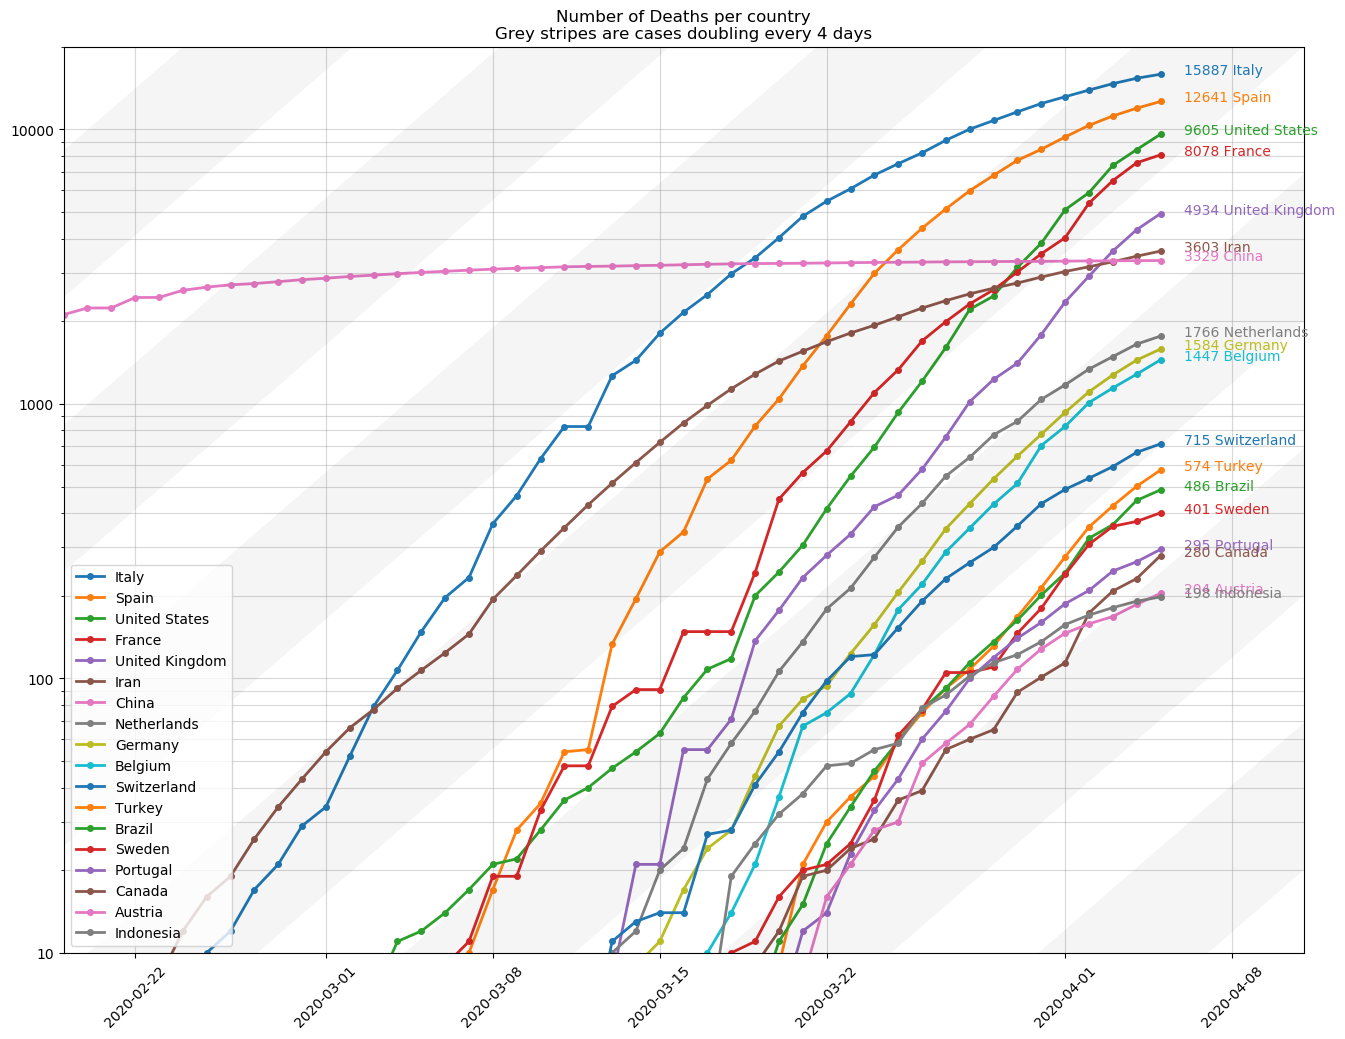 Number of Deaths per country
Grey stripes are cases doubling every 4 days
10000
1000
100
10
15887 Italy
12641 Spain
9605 United States
8078 France
4934 United Kingdom
3603 Iran
3329 China
1766 Netherlands
1584 Germany
1447 Belgium
715 Switzerland
574 Turkey
486 Brazil
401 Sweden
295 Portugal
280 Canada
204 Austria
198 Indonesia
Italy
Spain
United States
France
United Kingdom
Iran
China
Netherlands
Germany
Belgium
Switzerland
Turkey
Brazil
Sweden
Portugal
Canada
Austria
Indonesia
2020-02-22
2020-03-01
2020-03-08
2020-03-15
2020-03-22
2020-04-01
2020-04-08